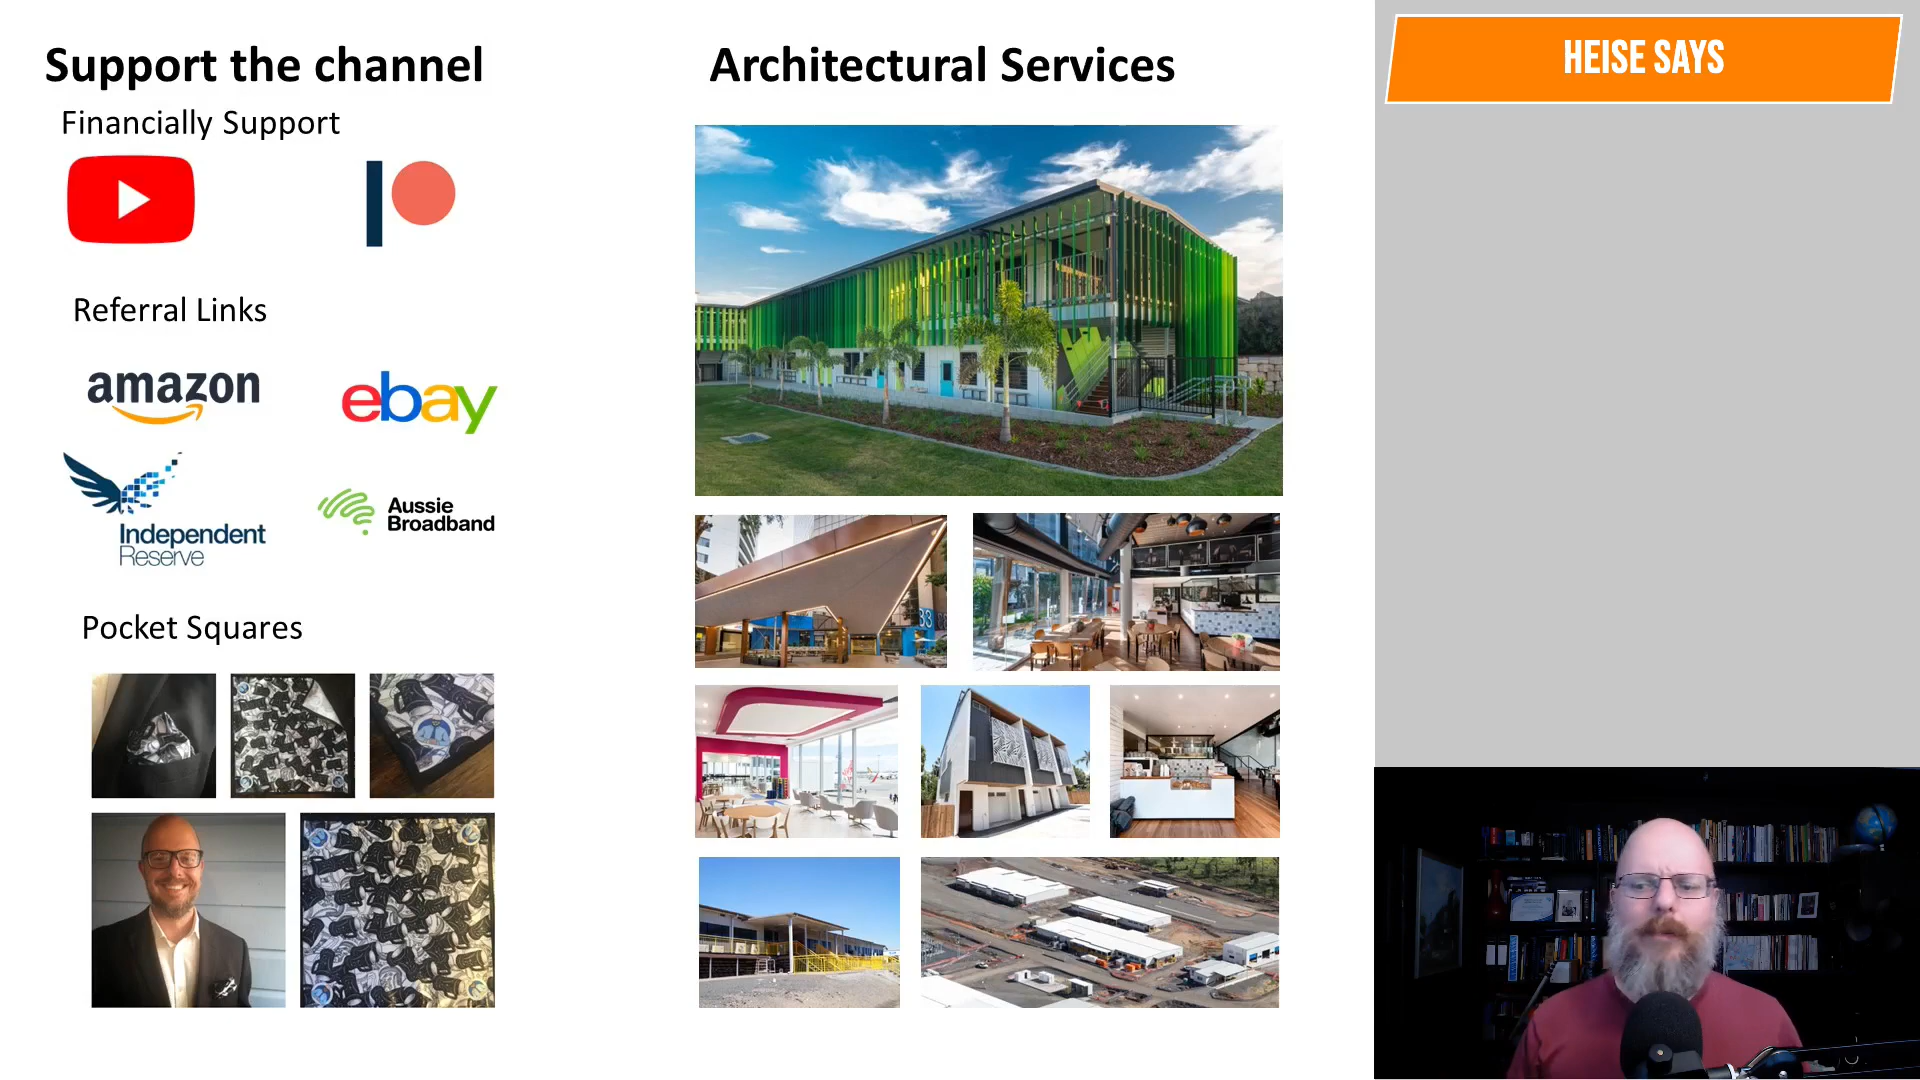 Support the channel
Financially Support
Referral Links
amazon
ebay
Independent
Reserve
Aussie
Broadband
Pocket Squares
Architectural Services
33
HEISE SAYS